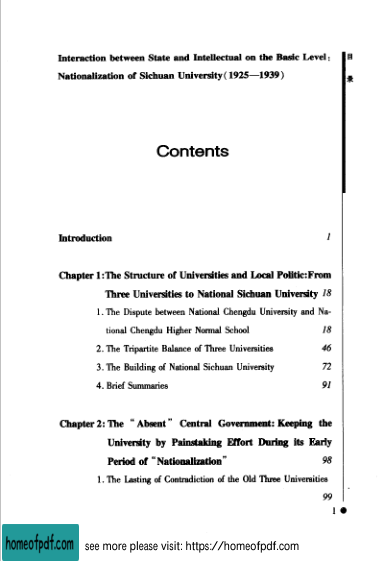 Interaction between State and Intellectual on the Basic Level:
Nationalization of Sichuan University(1925—1939)
目
录
Contents
Introduction 1
Chapter 1:The Structure of Universities and Local Politic:From
Three Universities to National Sichuan University 18
1. The Dispute between National Chengdu University and Na-
tional Chengdu Higher Normal School 18
2. The Tripartite Balance of Three Universities 46
3. The Building of National Sichuan University 72
4. Brief Summaries 91
Chapter 2: The “Absent” Central Government: Keeping the
University by Painstaking Effort During its Early
Period of “Nationalization” 98
1. The Lasting of Contradiction of the Old Three Universities
99
1 ●
homeofpdf.com
see more please visit: https://homeofpdf.com